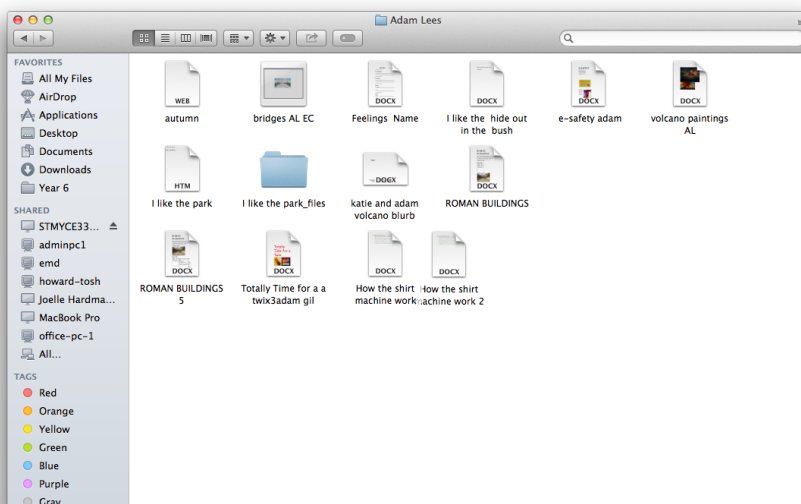 Adam Lees
FAVORITES
All My Files
AirDrop
Applications
Desktop
Documents
Downloads
Year 6
SHARED
STMYCE33...
adminpc1
emd
howard-tosh
Joelle Hardma...
MacBook Pro
office-pc-1
All...
TAGS
Red
Orange
Yellow
Green
Blue
Purple
Gray
WEB
autumn
bridges AL EC
DOCX
Feelings Name
DOCX
I like the hide out
in the bush
DOCX
e-safety adam
DOCX
volcano paintings
AL
HTM
I like the park
I like the park_files
DOCX
katie and adam
volcano blurb
DOCX
ROMAN BUILDINGS
DOCX
ROMAN BUILDINGS
5
Totally
Time for a
DOCX
Totally Time for a a
twix3adam gil
DOCX
How the shirt
machine work
DOCX
How the shirt
machine work 2